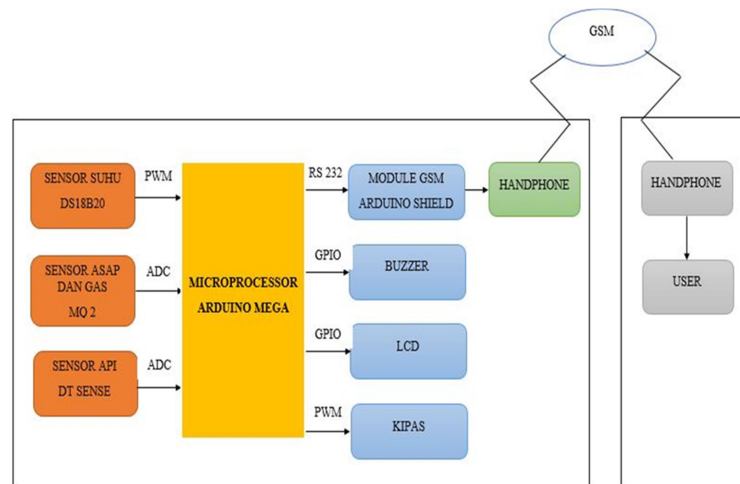 GSM
SENSOR SUHU
DS18B20
PWM
SENSOR ASAP
DAN GAS
MQ 2
ADC
SENSOR API
DT SENSE
ADC
MICROPROCESSOR
ARDUINO MEGA
RS 232
MODULE GSM
ARDUINO SHIELD
HANDPHONE
GPIO
BUZZER
GPIO
LCD
PWM
KIPAS
HANDPHONE
USER